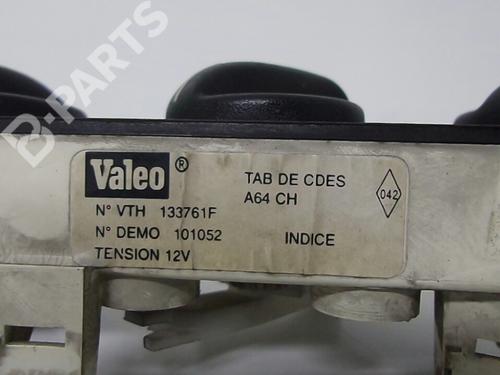 B-PARTS
Valeo ®
TAB DE CDES
A64 CH
042
N° VTH 133761F
N° DEMO 101052
INDICE
TENSION 12V